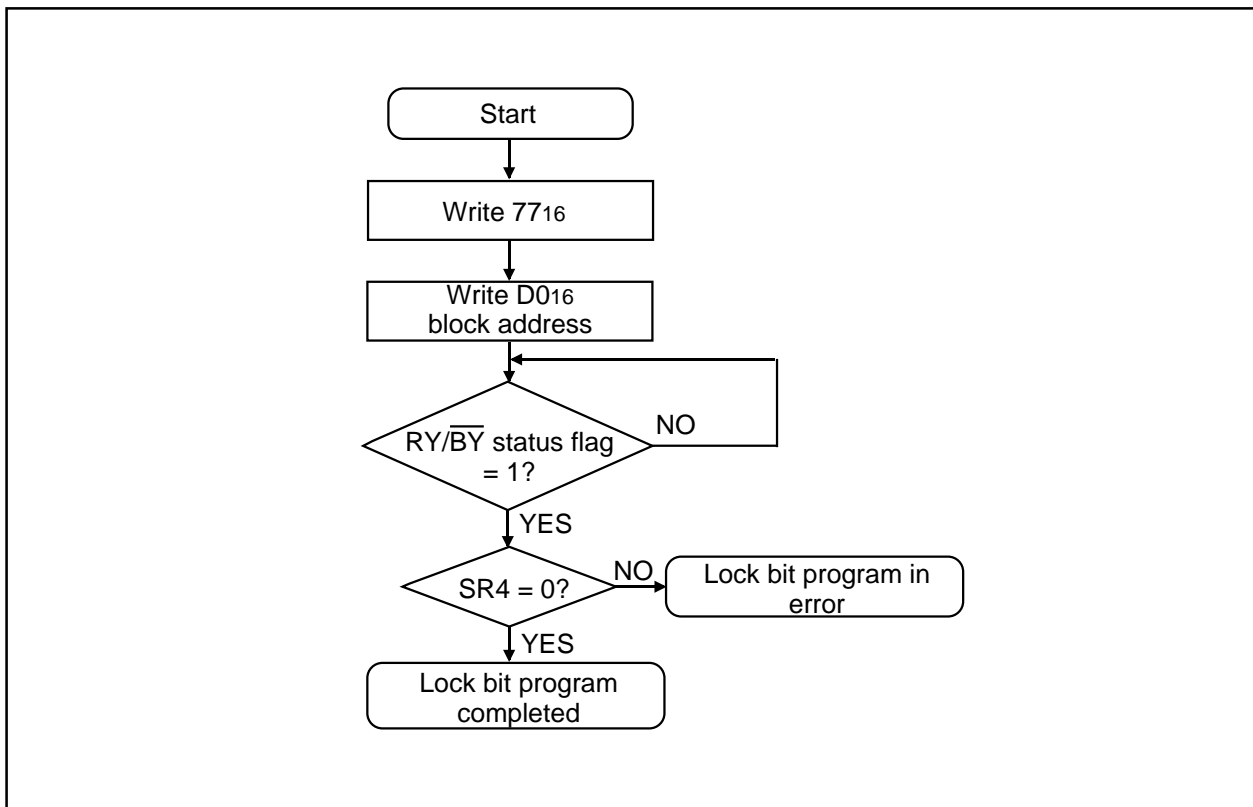 Start
Write 7716
Write D016
block address
NO
RY/B̅Y̅ status flag
= 1?
YES
SR4 = 0?
NO
Lock bit program in
error
YES
Lock bit program
completed